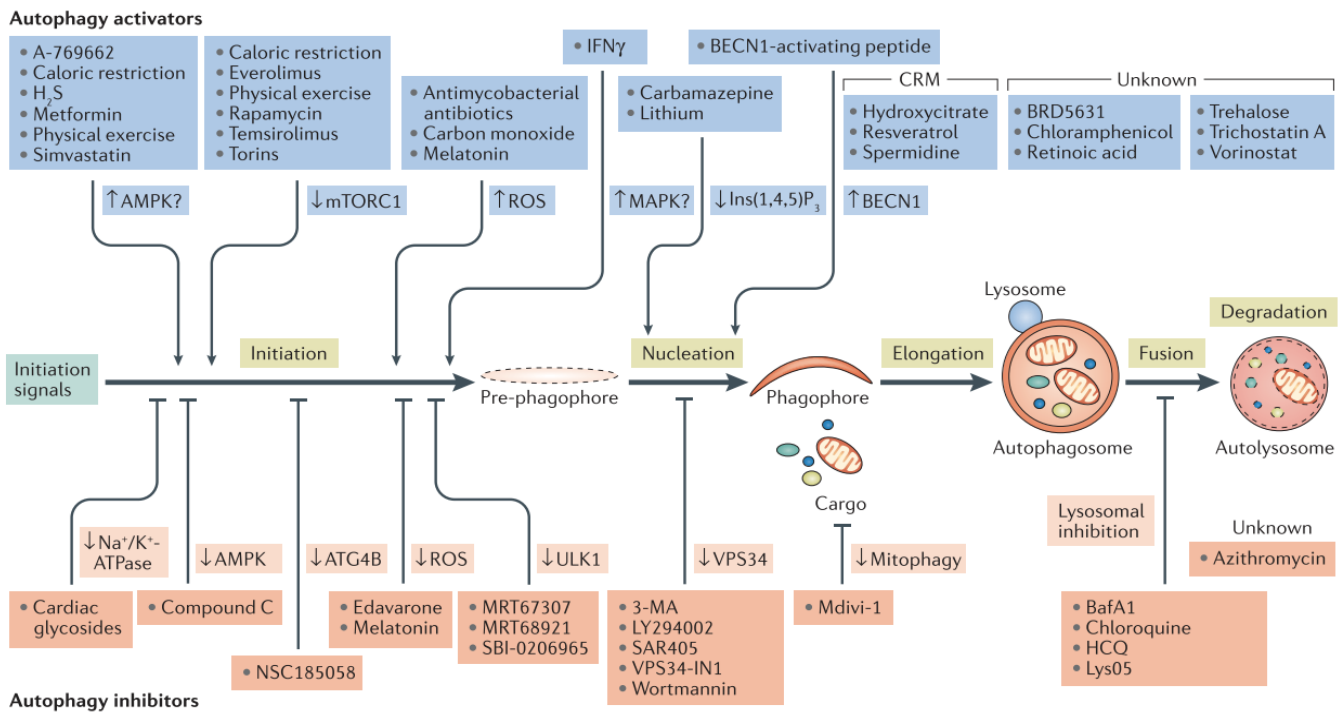 Autophagy activators
• A-769662
• Caloric restriction
• H₂S
• Metformin
• Physical exercise
• Simvastatin
↑AMPK?
• Caloric restriction
• Everolimus
• Physical exercise
• Rapamycin
• Temsirolimus
• Torins
↓mTORC1
• Antimycobacterial
antibiotics
• Carbon monoxide
• Melatonin
↑ROS
• IFNγ
↑MAPK?
• Carbamazepine
• Lithium
↓Ins(1,4,5)P₃
• BECN1-activating peptide
↑BECN1
CRM
• Hydroxycitrate
• Resveratrol
• Spermidine
Unknown
• BRD5631
• Chloramphenicol
• Retinoic acid
• Trehalose
• Trichostatin A
• Vorinostat
Initiation
signals
Initiation
Pre-phagophore
Nucleation
Phagophore
Cargo
Elongation
Lysosome
Autophagosome
Fusion
Degradation
Autolysosome
↓Na⁺/K⁺-
ATPase
• Cardiac
glycosides
↓AMPK
• Compound C
↓ATG4B
• NSC185058
↓ROS
• Edavarone
• Melatonin
↓ULK1
• MRT67307
• MRT68921
• SBI-0206965
↓VPS34
• 3-MA
• LY294002
• SAR405
• VPS34-IN1
• Wortmannin
↓Mitophagy
• Mdivi-1
Lysosomal
inhibition
• BafA1
• Chloroquine
• HCQ
• Lys05
Unknown
• Azithromycin
Autophagy inhibitors